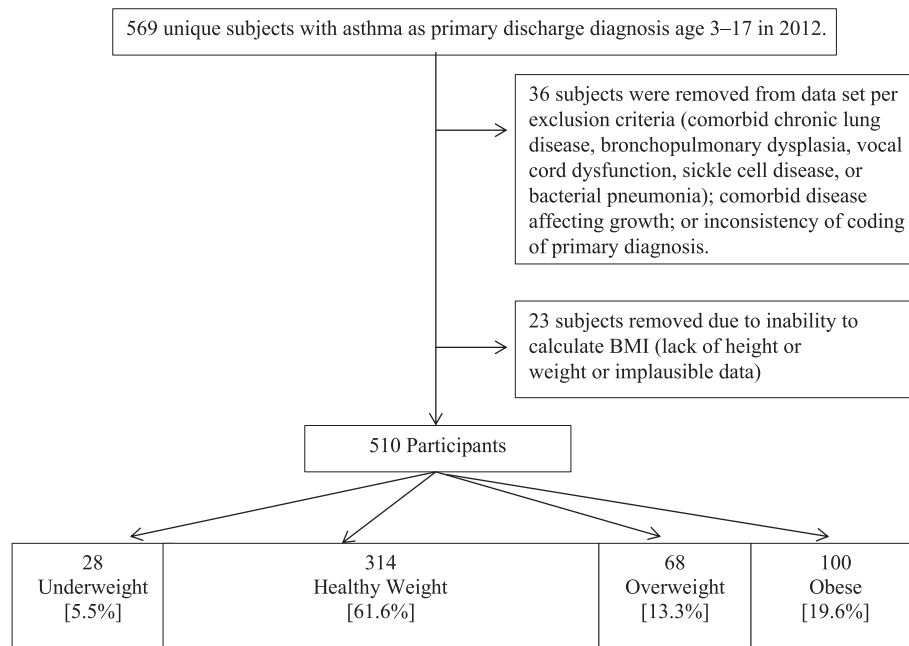 569 unique subjects with asthma as primary discharge diagnosis age 3–17 in 2012.
36 subjects were removed from data set per
exclusion criteria (comorbid chronic lung
disease, bronchopulmonary dysplasia, vocal
cord dysfunction, sickle cell disease, or
bacterial pneumonia); comorbid disease
affecting growth; or inconsistency of coding
of primary diagnosis.
23 subjects removed due to inability to
calculate BMI (lack of height or
weight or implausible data)
510 Participants
28
Underweight
[5.5%]
314
Healthy Weight
[61.6%]
68
Overweight
[13.3%]
100
Obese
[19.6%]